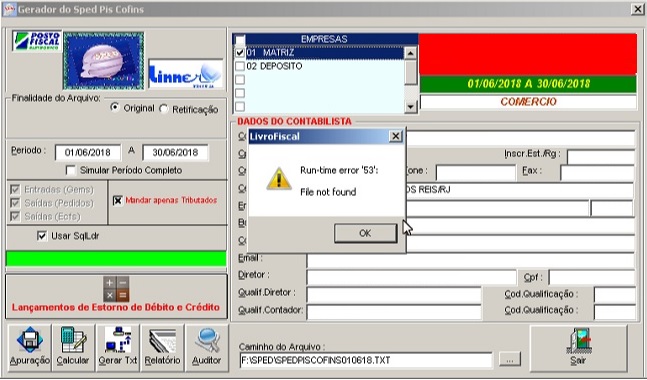 Gerador do Sped Pis Cofins
POSTO
FISCAL
ELETRÔNICO
Linner
Finalidade do Arquivo:
Original
Retificação
Periodo :
01/06/2018
A
30/06/2018
Simular Período Completo
Entradas (Gems)
Saídas (Pedidos)
Saídas (Ecfs)
Mandar apenas Tributados
Usar SqlLdr
Lançamentos de Estorno de Débito e Crédito
Apuração
Calcular
Gerar Txt
Relatório
Auditor
EMPRESAS
01 MATRIZ
02 DEPOSITO
01/06/2018 A 30/06/2018
COMERCIO
DADOS DO CONTABILISTA
Inscr.Est./Rg :
Fone :
Fax :
DOS REIS/RJ
Email :
Diretor :
Cpf :
Qualif.Diretor :
Cod.Qualificação :
Qualif.Contador:
Cod.Qualificação :
LivroFiscal
Run-time error '53':
File not found
OK
Caminho do Arquivo :
F:\SPED\SPEDPISCOFINS010618.TXT
...
Sair